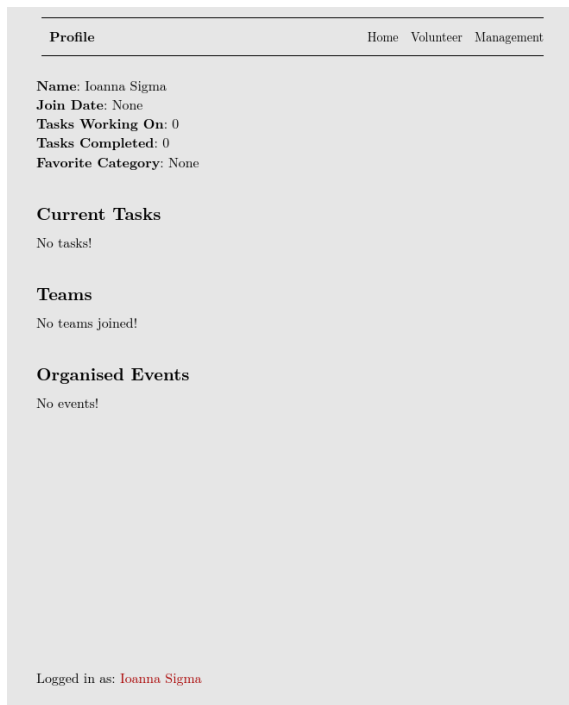 Profile Home Volunteer Management
Name: Ioanna Sigma
Join Date: None
Tasks Working On: 0
Tasks Completed: 0
Favorite Category: None
Current Tasks
No tasks!
Teams
No teams joined!
Organised Events
No events!
Logged in as: Ioanna Sigma